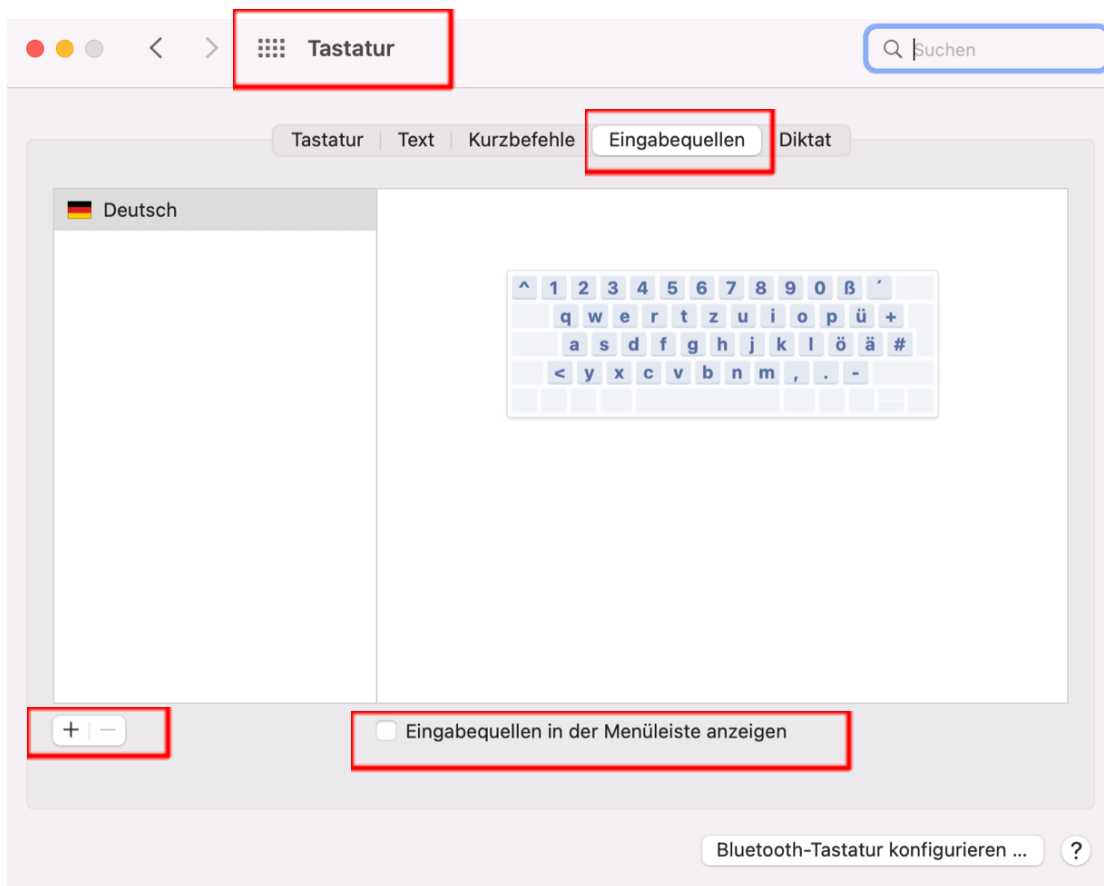 Tastatur
Suchen
Tastatur Text Kurzbefehle Eingabequellen Diktat
Deutsch
^ 1 2 3 4 5 6 7 8 9 0 ß ´
q w e r t z u i o p ü +
a s d f g h j k l ö ä #
< y x c v b n m , . -
+ −
Eingabequellen in der Menüleiste anzeigen
Bluetooth-Tastatur konfigurieren ... ?